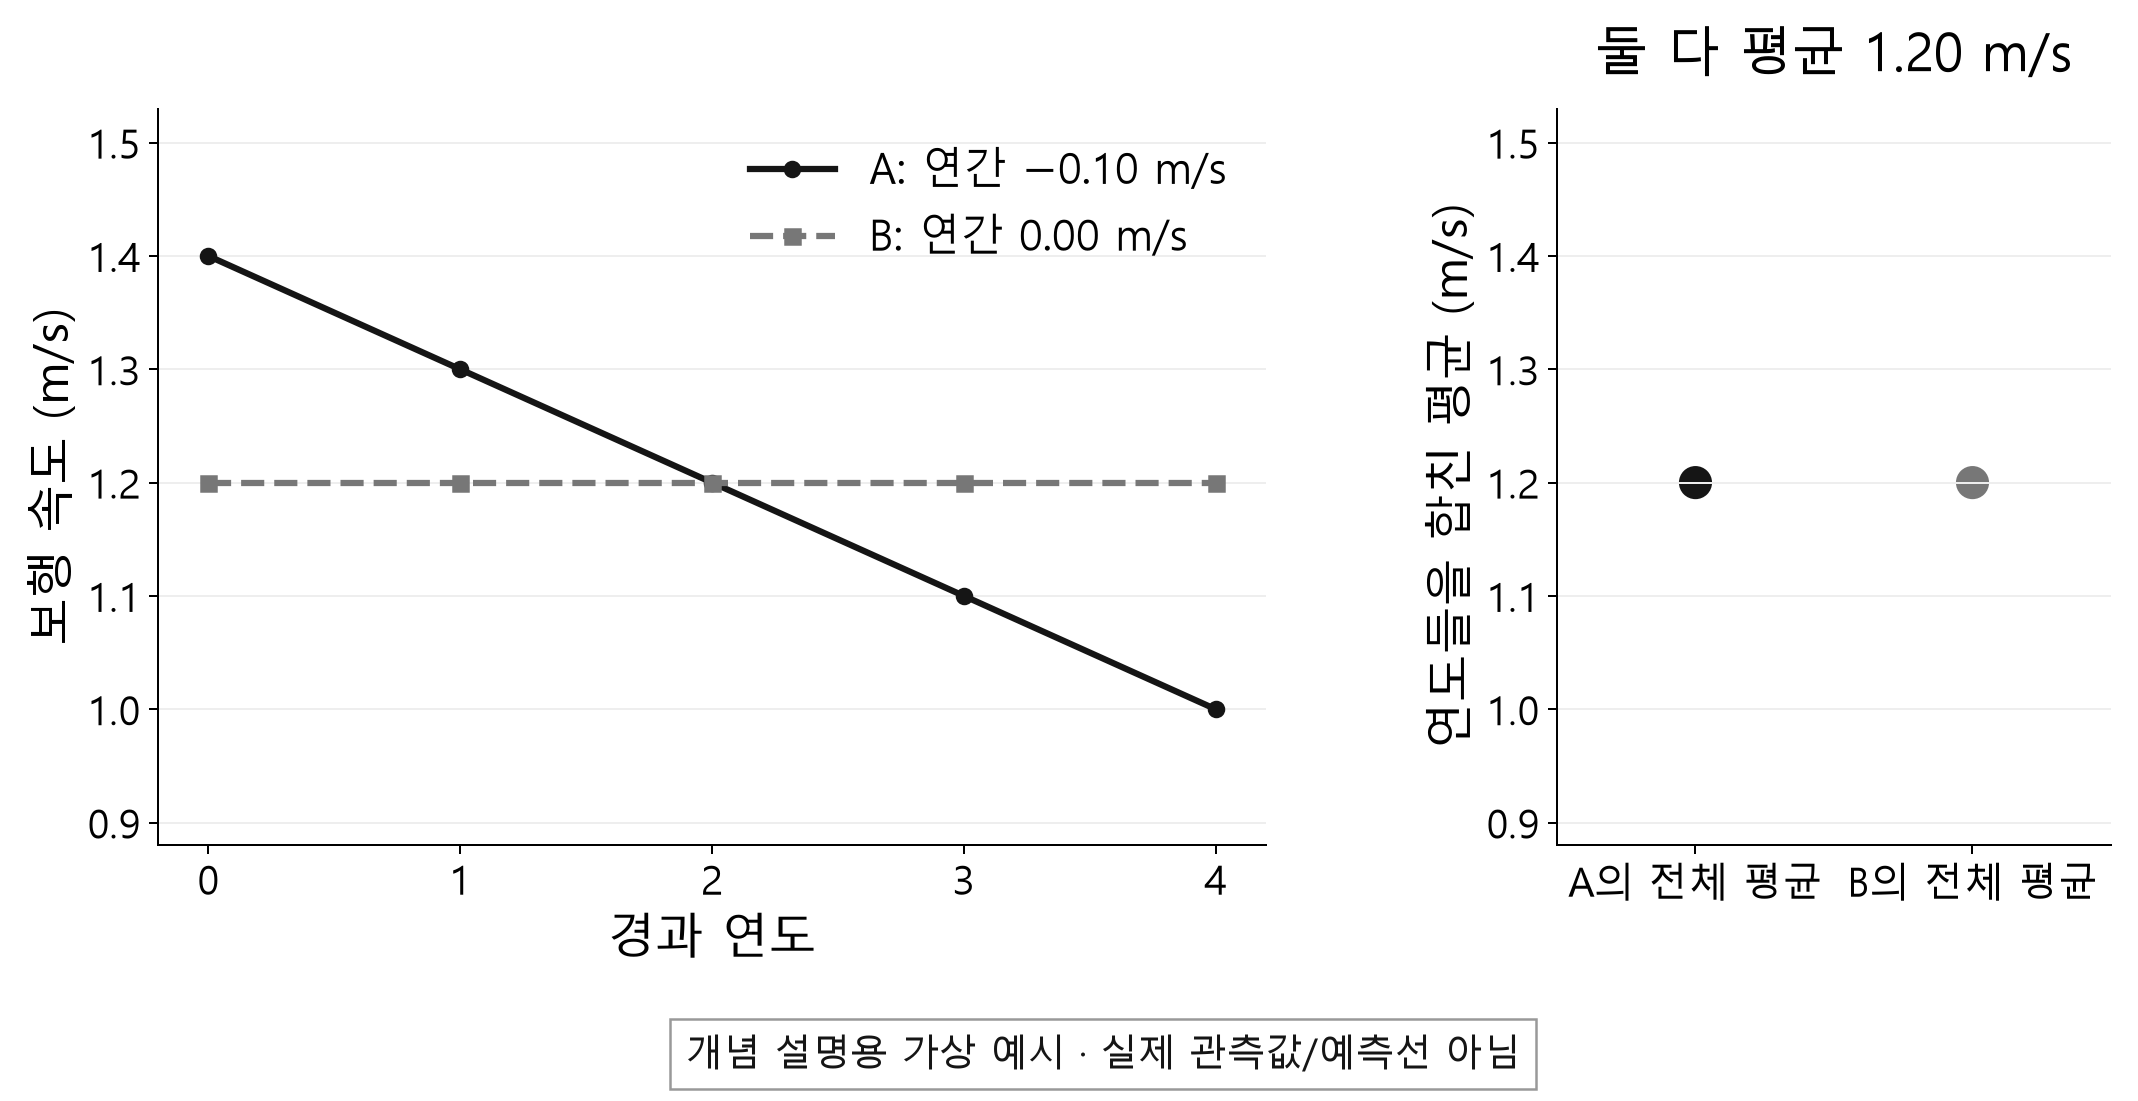 둘 다 평균 1.20 m/s
보행 속도 (m/s)
1.5
1.4
1.3
1.2
1.1
1.0
0.9
A: 연간 −0.10 m/s
B: 연간 0.00 m/s
0 1 2 3 4
경과 연도
연도들을 합친 평균 (m/s)
1.5
1.4
1.3
1.2
1.1
1.0
0.9
A의 전체 평균 B의 전체 평균
개념 설명용 가상 예시 · 실제 관측값/예측선 아님